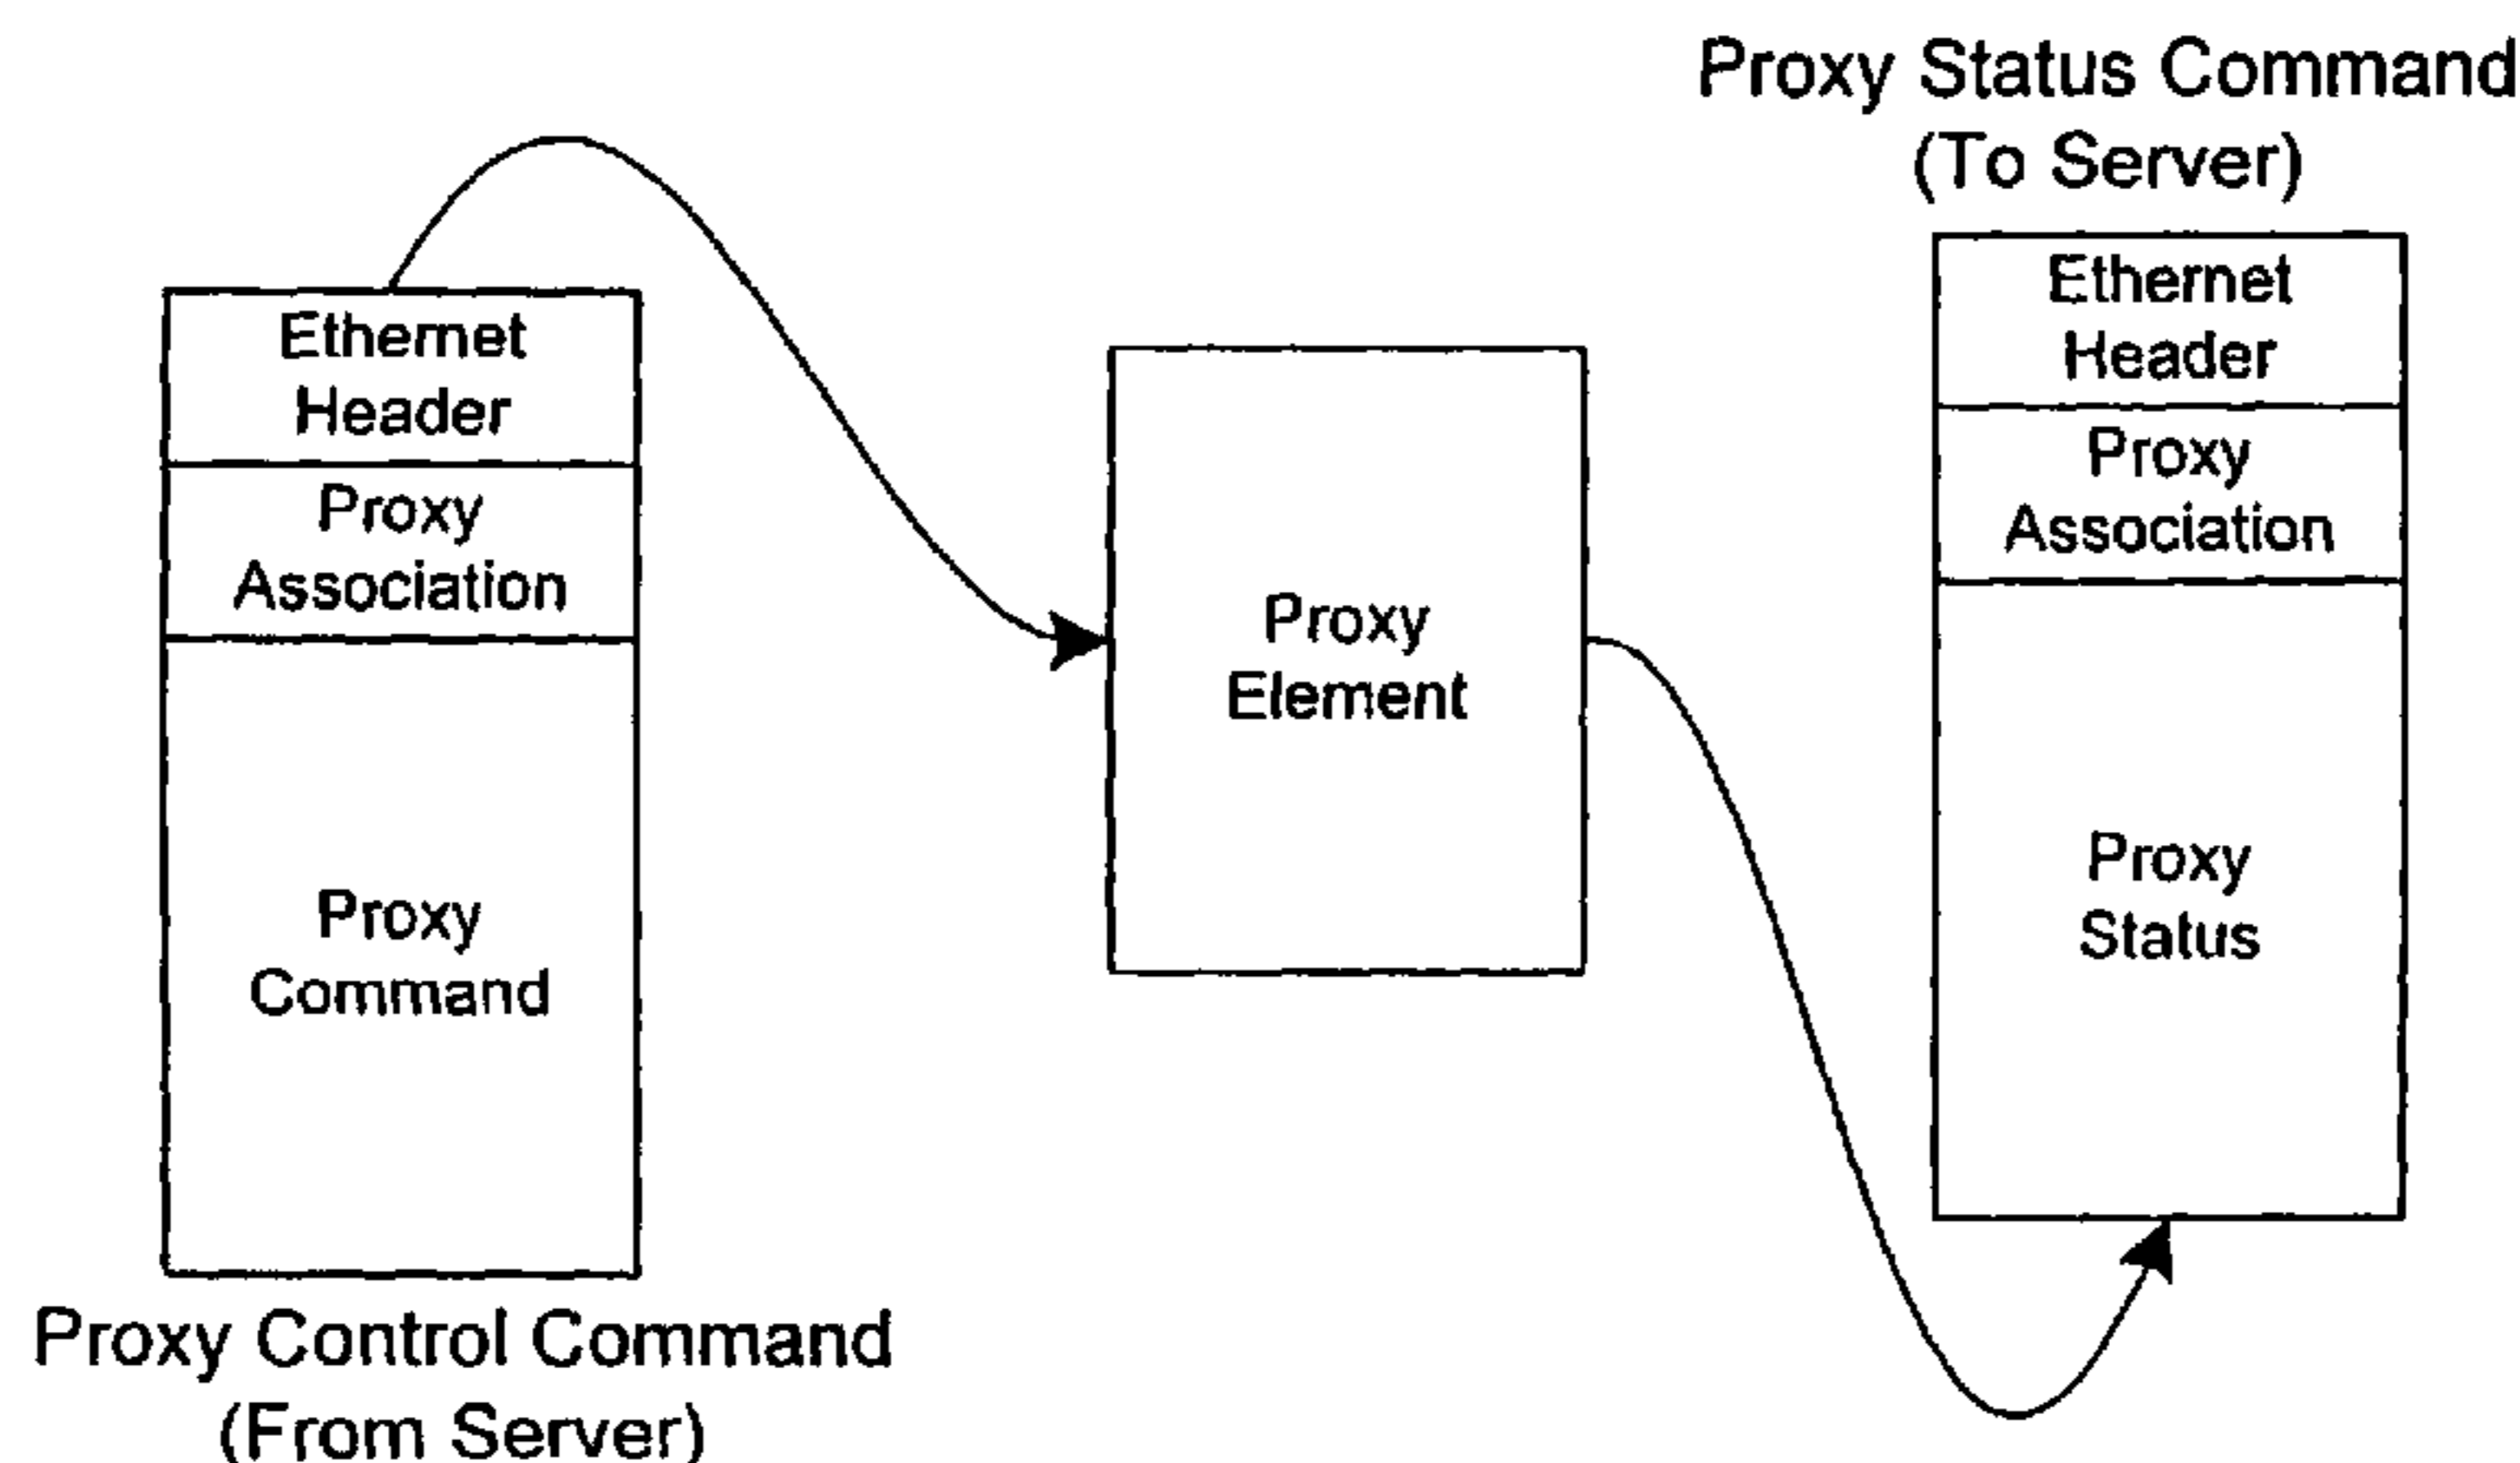 Proxy Status Command
(To Server)
Ethernet
Header
Proxy
Association
Proxy
Command
Proxy Control Command
(From Server)
Proxy
Element
Ethernet
Header
Proxy
Association
Proxy
Status